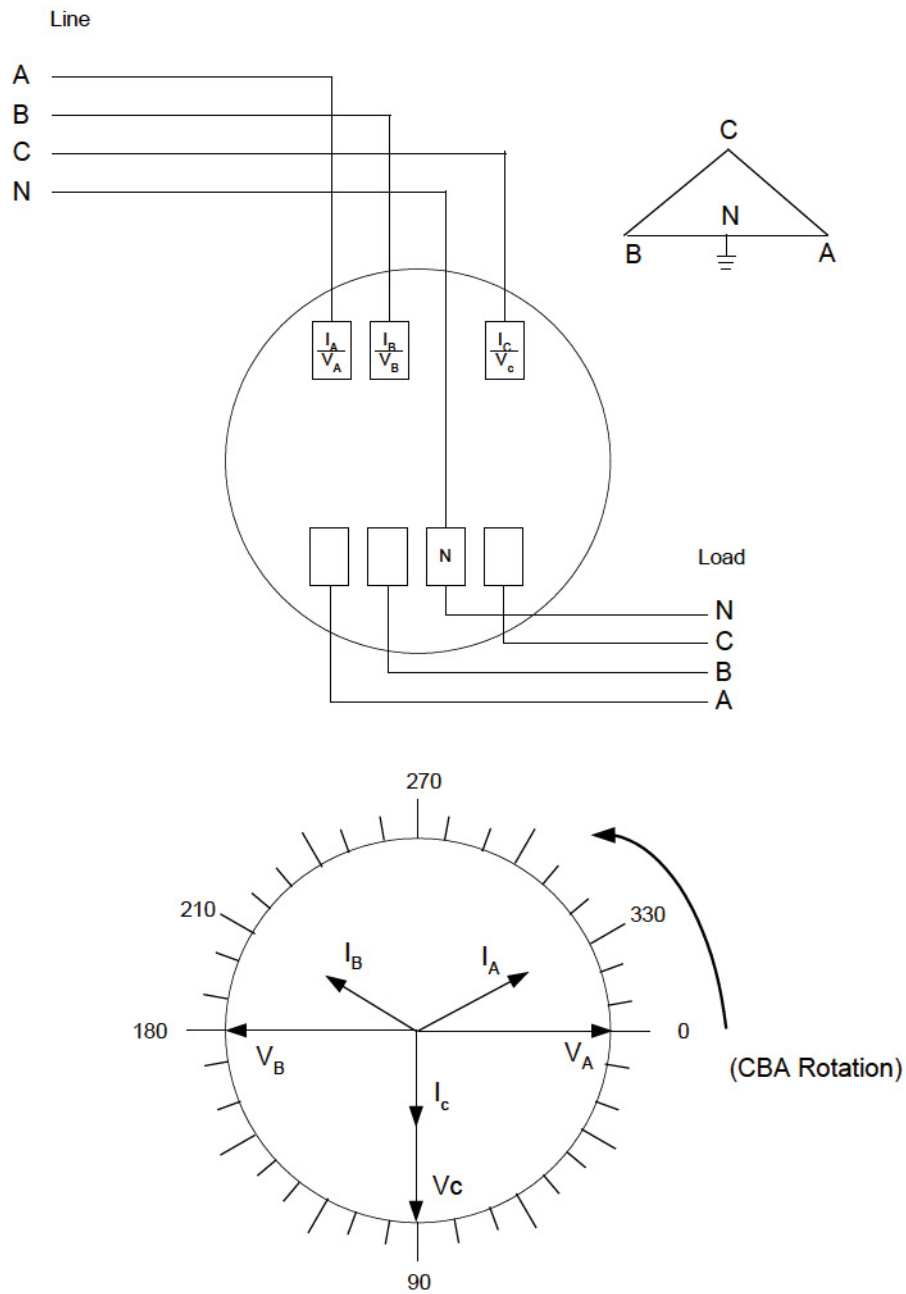 Line
A
B
C
N
C
N
B
A
I_A
V_A
I_B
V_B
I_C
V_c
N
Load
N
C
B
A
270
210
330
I_B
I_A
180
0
V_B
V_A
(CBA Rotation)
I_c
Vc
90